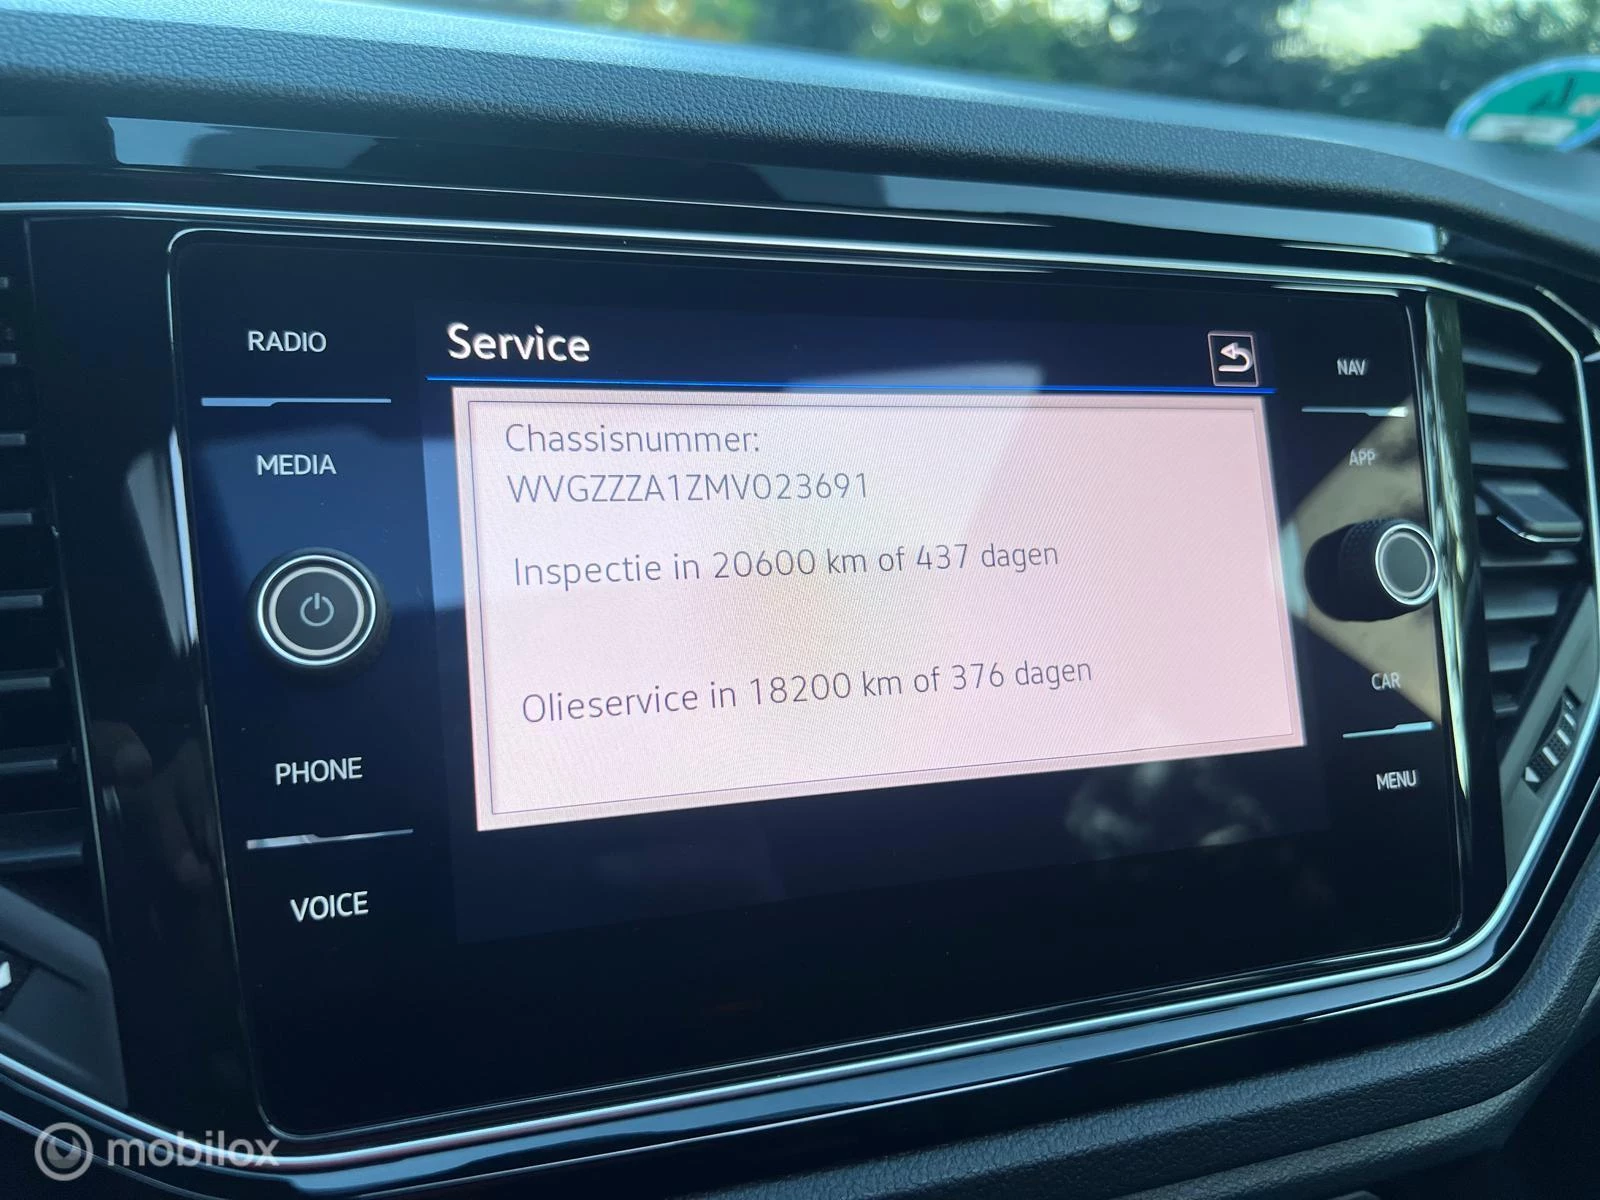 RADIO
MEDIA
PHONE
VOICE
Service
Chassisnummer:
WVGZZZA1ZMV023691
Inspectie in 20600 km of 437 dagen
Olieservice in 18200 km of 376 dagen
NAV
APP
CAR
MENU
mobilox